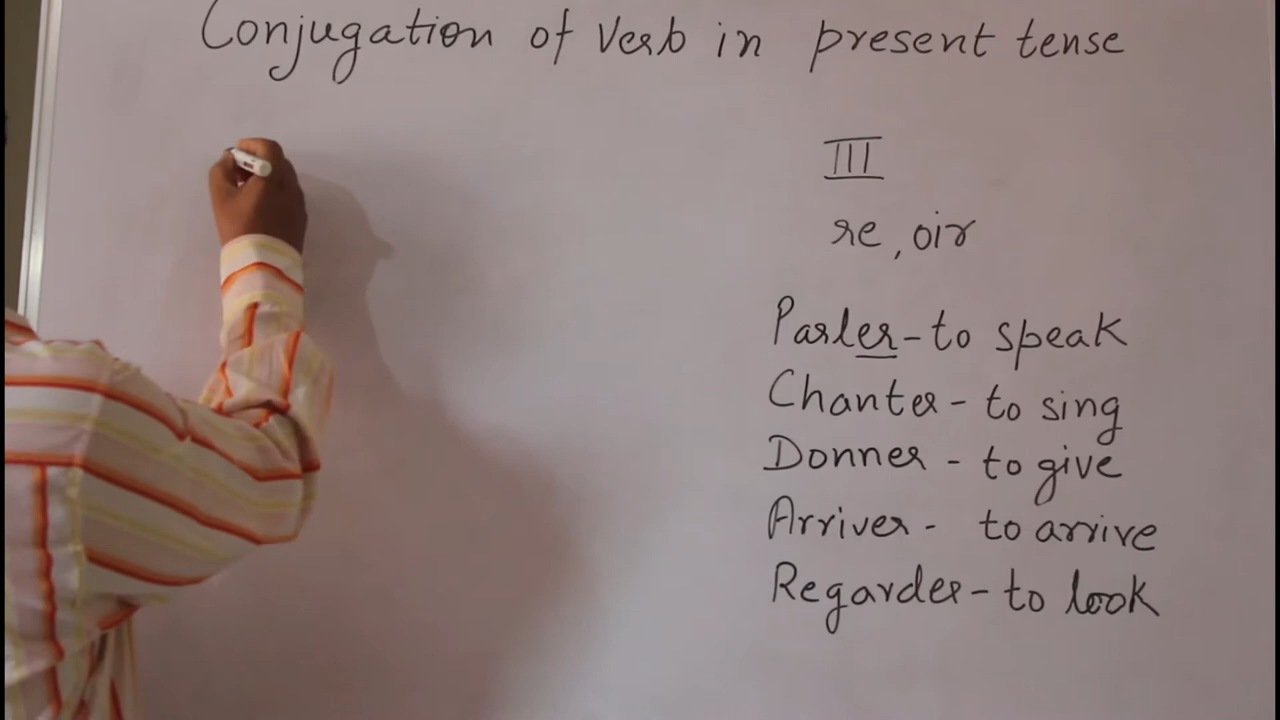 Conjugation of Verb in present tense
III
re, oir
Parler - to speak
Chanter - to sing
Donner - to give
Arriver - to arrive
Regarder - to look